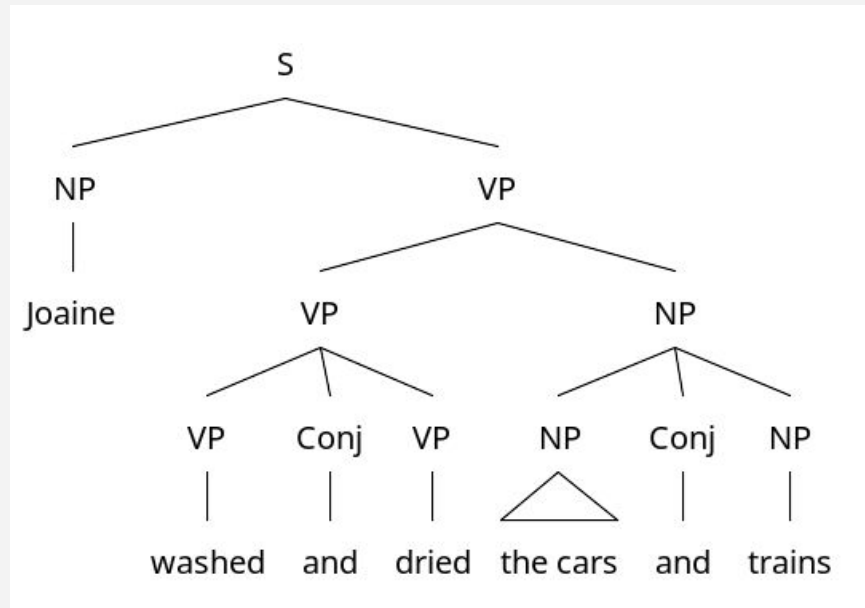 S
NP VP
Joaine VP NP
VP Conj VP NP Conj NP
washed and dried the cars and trains